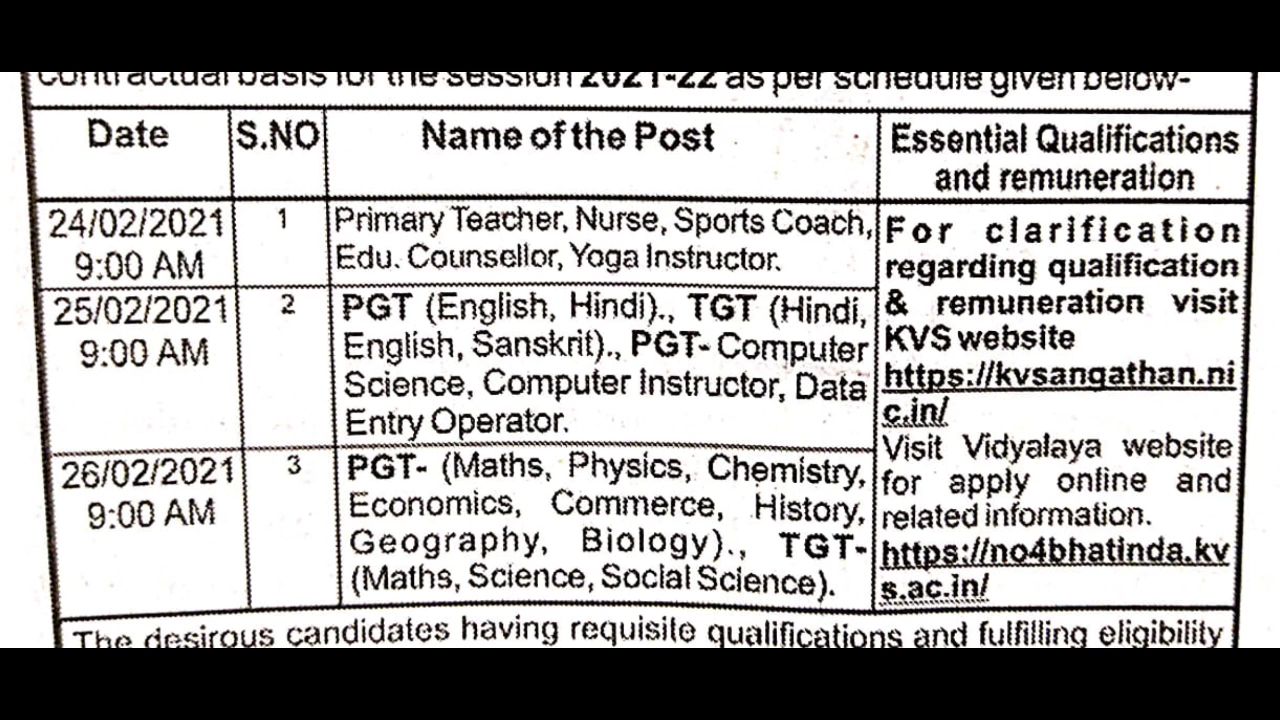 contractual basis for the session 2021-22 as per schedule given below-
Date S.NO Name of the Post Essential Qualifications
and remuneration
24/02/2021 1 Primary Teacher, Nurse, Sports Coach,
9:00 AM Edu. Counsellor, Yoga Instructor.
25/02/2021 2 PGT (English, Hindi)., TGT (Hindi,
9:00 AM English, Sanskrit)., PGT- Computer
Science, Computer Instructor, Data
Entry Operator.
26/02/2021 3 PGT- (Maths, Physics, Chemistry,
9:00 AM Economics, Commerce, History,
Geography, Biology)., TGT-
(Maths, Science, Social Science).
For clarification
regarding qualification
& remuneration visit
KVS website
https://kvsangathan.ni
c.in/
Visit Vidyalaya website
for apply online and
related information.
https://no4bhatinda.kv
s.ac.in/
The desirous candidates having requisite qualifications and fulfilling eligibility